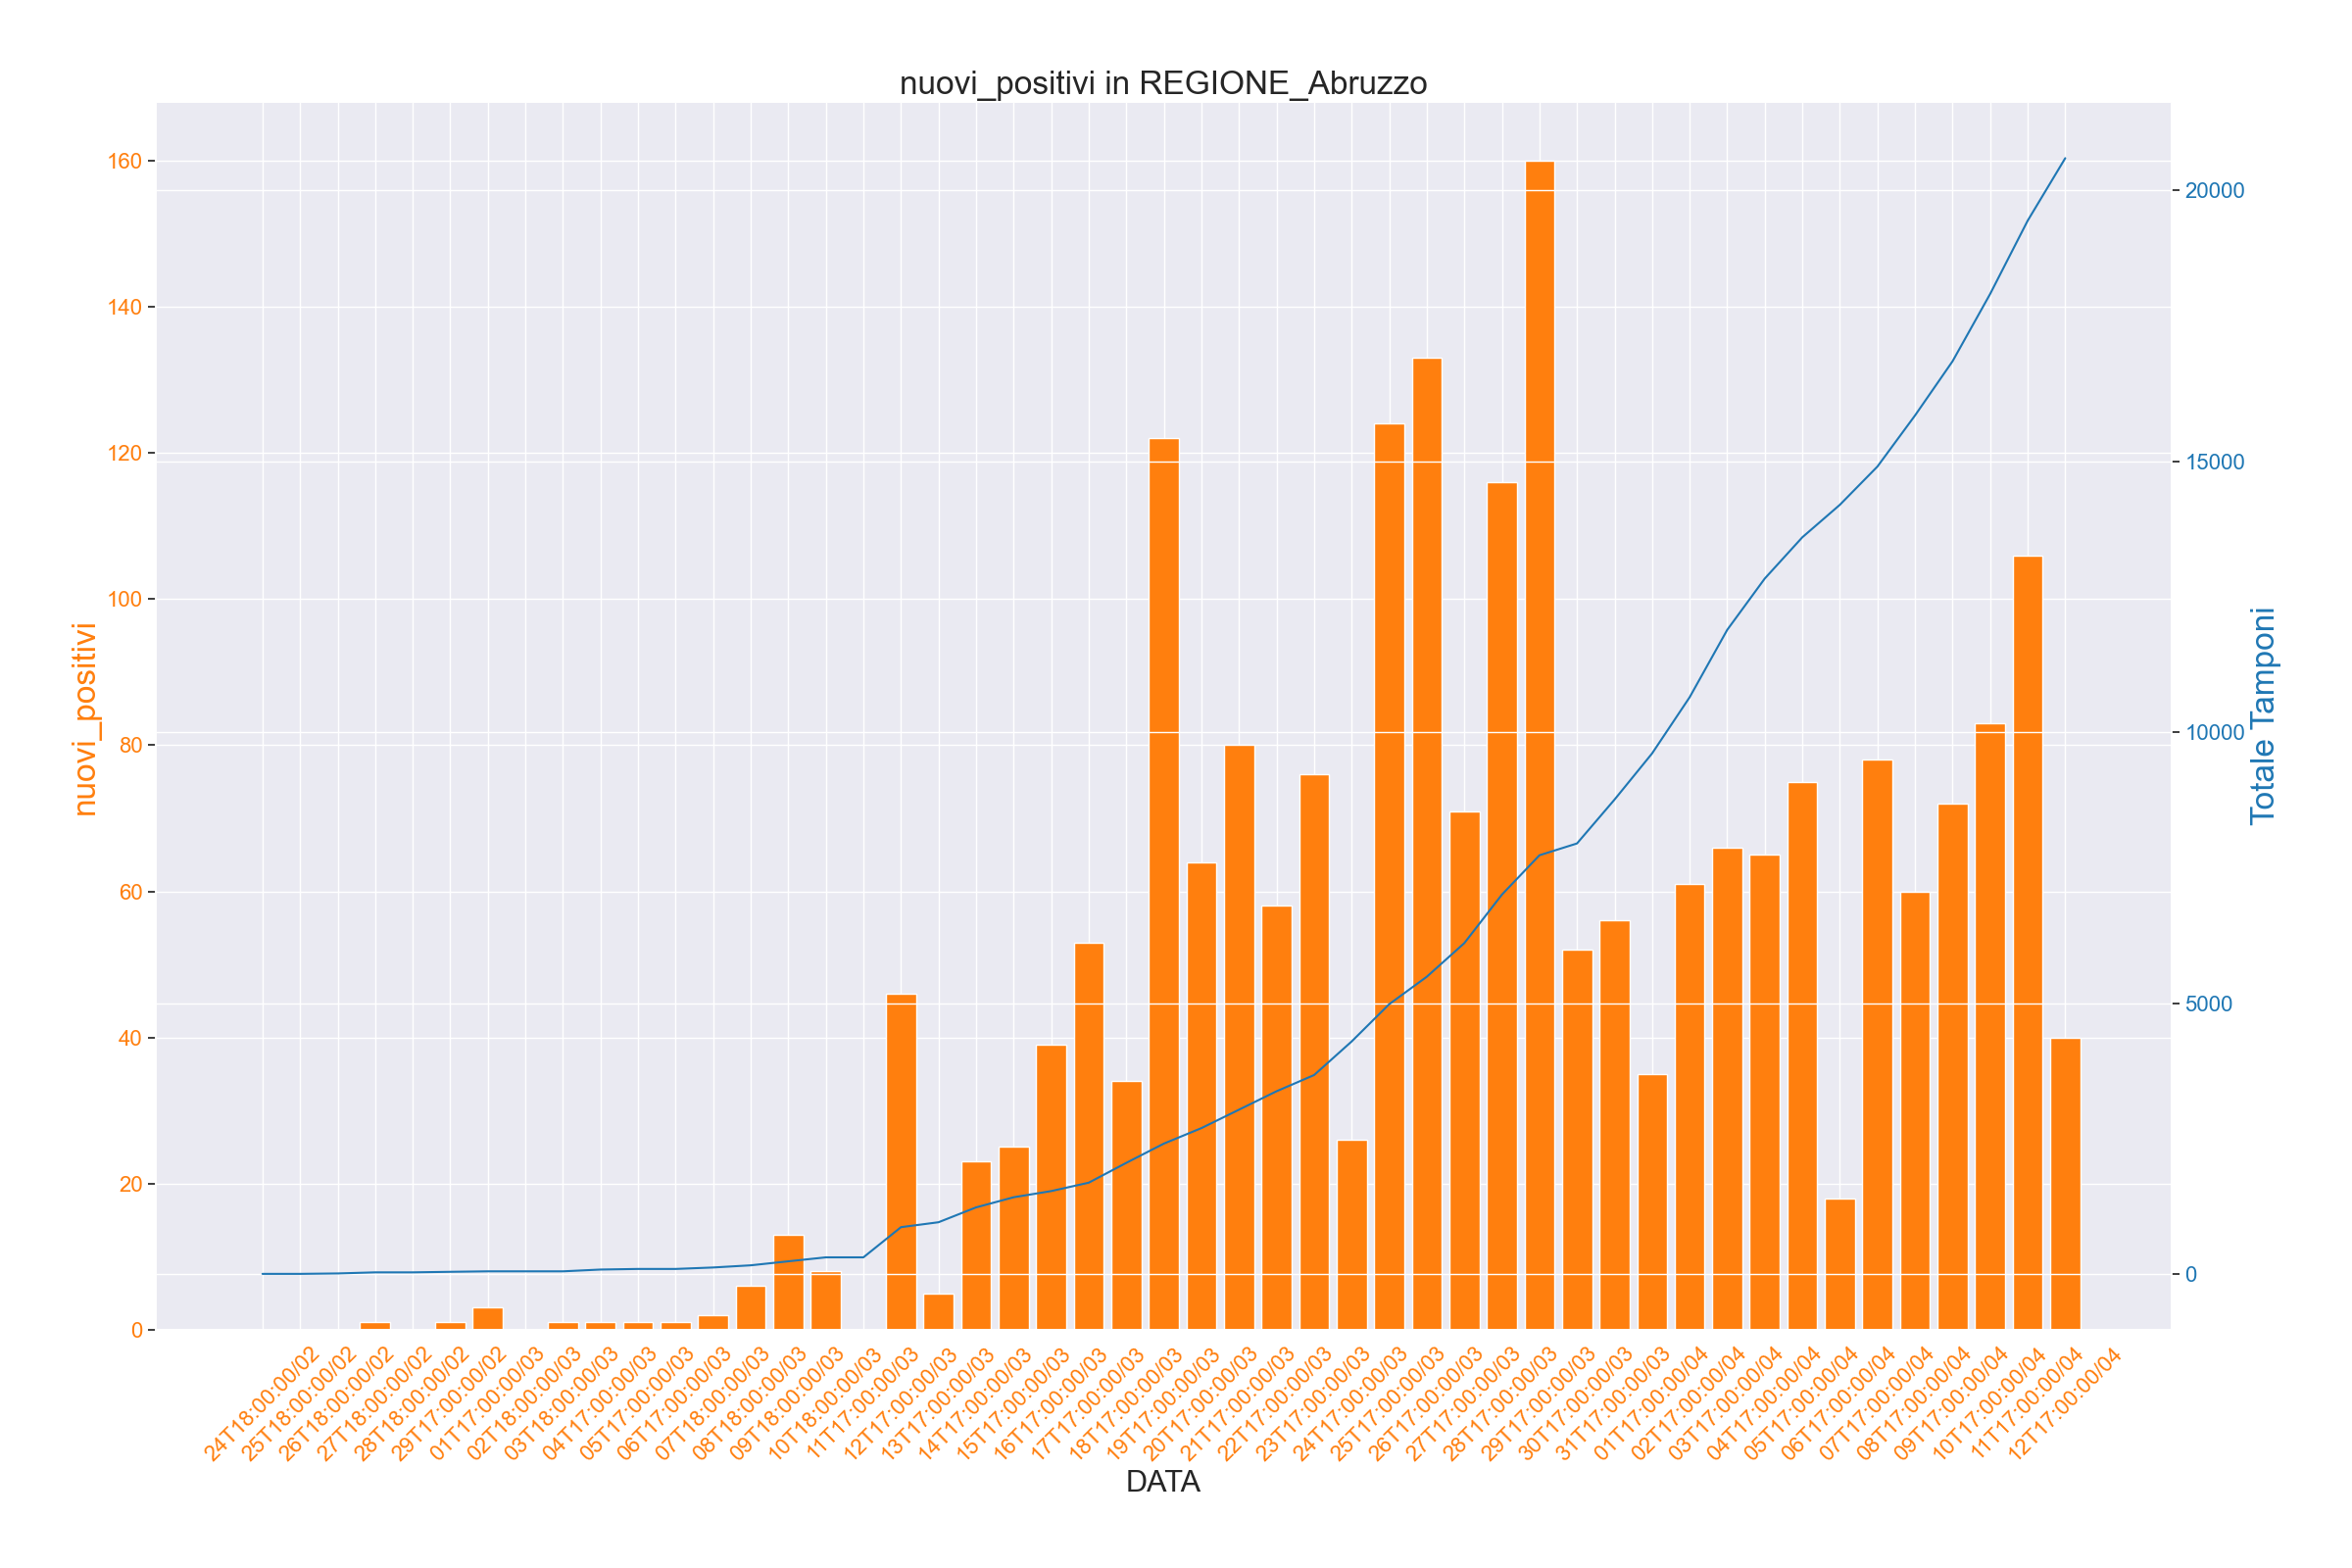 nuovi_positivi in REGIONE_Abruzzo
160
140
120
100
80
60
40
20
0
nuovi_positivi
20000
15000
10000
5000
0
Totale Tamponi
24T18:00:00/02
25T18:00:00/02
26T18:00:00/02
27T18:00:00/02
28T18:00:00/02
29T17:00:00/02
01T17:00:00/03
02T18:00:00/03
03T18:00:00/03
04T17:00:00/03
05T17:00:00/03
06T17:00:00/03
07T18:00:00/03
08T18:00:00/03
09T18:00:00/03
10T18:00:00/03
11T17:00:00/03
12T17:00:00/03
13T17:00:00/03
14T17:00:00/03
15T17:00:00/03
16T17:00:00/03
17T17:00:00/03
18T17:00:00/03
19T17:00:00/03
20T17:00:00/03
21T17:00:00/03
22T17:00:00/03
23T17:00:00/03
24T17:00:00/03
25T17:00:00/03
26T17:00:00/03
27T17:00:00/03
28T17:00:00/03
29T17:00:00/03
30T17:00:00/03
31T17:00:00/03
01T17:00:00/04
02T17:00:00/04
03T17:00:00/04
04T17:00:00/04
05T17:00:00/04
06T17:00:00/04
07T17:00:00/04
08T17:00:00/04
09T17:00:00/04
10T17:00:00/04
11T17:00:00/04
12T17:00:00/04
DATA